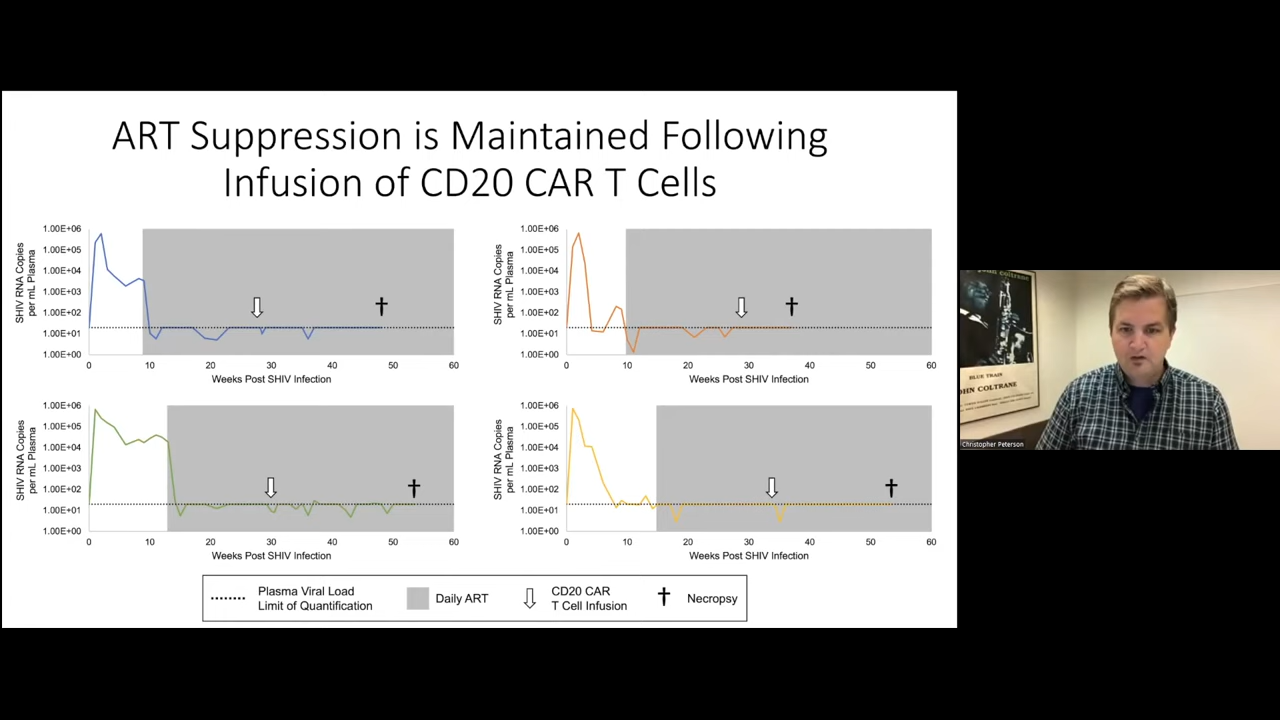 ART Suppression is Maintained Following
Infusion of CD20 CAR T Cells
SHIV RNA Copies
per mL Plasma
1.00E+06
1.00E+05
1.00E+04
1.00E+03
1.00E+02
1.00E+01
1.00E+00
0 10 20 30 40 50 60
Weeks Post SHIV Infection
SHIV RNA Copies
per mL Plasma
1.00E+06
1.00E+05
1.00E+04
1.00E+03
1.00E+02
1.00E+01
1.00E+00
0 10 20 30 40 50 60
Weeks Post SHIV Infection
SHIV RNA Copies
per mL Plasma
1.00E+06
1.00E+05
1.00E+04
1.00E+03
1.00E+02
1.00E+01
1.00E+00
0 10 20 30 40 50 60
Weeks Post SHIV Infection
SHIV RNA Copies
per mL Plasma
1.00E+06
1.00E+05
1.00E+04
1.00E+03
1.00E+02
1.00E+01
1.00E+00
0 10 20 30 40 50 60
Weeks Post SHIV Infection
Plasma Viral Load
Limit of Quantification
Daily ART
CD20 CAR
T Cell Infusion
Necropsy
john coltrane
BLUE TRAIN
JOHN COLTRANE
Christopher Peterson